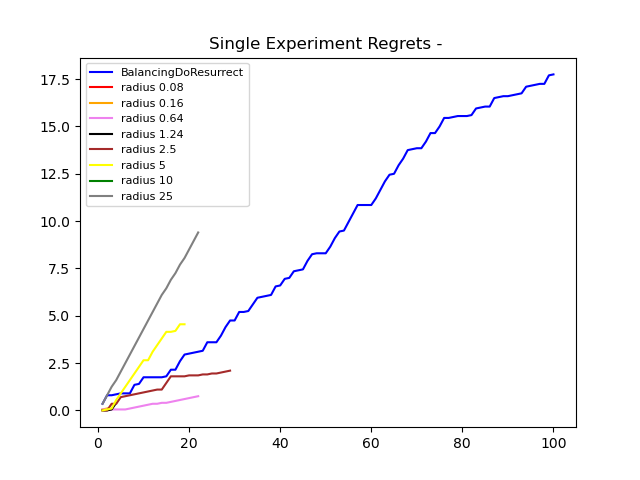 Single Experiment Regrets -
BalancingDoResurrect
radius 0.08
radius 0.16
radius 0.64
radius 1.24
radius 2.5
radius 5
radius 10
radius 25
17.5
15.0
12.5
10.0
7.5
5.0
2.5
0.0
0 20 40 60 80 100